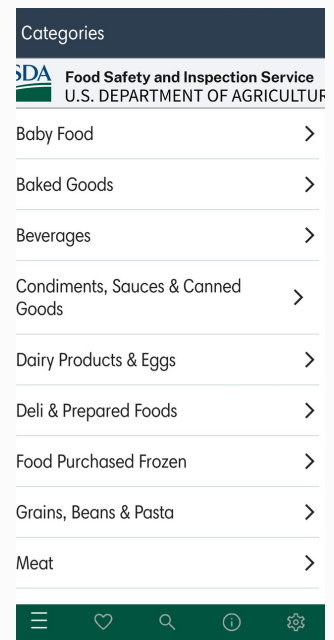 Categories
SDA Food Safety and Inspection Service
U.S. DEPARTMENT OF AGRICULTUR
Baby Food
Baked Goods
Beverages
Condiments, Sauces & Canned
Goods
Dairy Products & Eggs
Deli & Prepared Foods
Food Purchased Frozen
Grains, Beans & Pasta
Meat